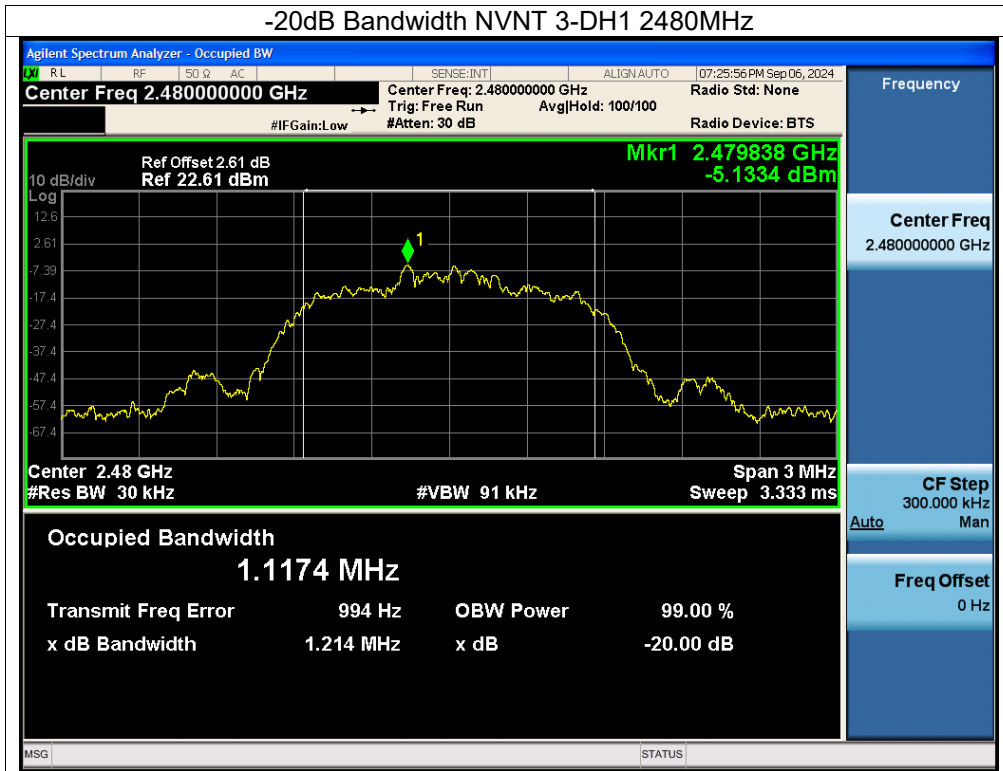 -20dB Bandwidth NVNT 3-DH1 2480MHz
Agilent Spectrum Analyzer - Occupied BW
LXI RL RF 50 Ω AC SENSE:INT ALIGN AUTO 07:25:56 PM Sep 06, 2024
Center Freq 2.480000000 GHz
Center Freq: 2.480000000 GHz
Radio Std: None
Trig: Free Run Avg|Hold: 100/100
#IFGain:Low
#Atten: 30 dB
Radio Device: BTS
Ref Offset 2.61 dB
10 dB/div Ref 22.61 dBm
Log
Mkr1 2.479838 GHz
-5.1334 dBm
12.6
2.61
-7.39
-17.4
-27.4
-37.4
-47.4
-57.4
-67.4
1
Center 2.48 GHz
Span 3 MHz
#Res BW 30 kHz
#VBW 91 kHz
Sweep 3.333 ms
Occupied Bandwidth
1.1174 MHz
Transmit Freq Error 994 Hz OBW Power 99.00 %
x dB Bandwidth 1.214 MHz x dB -20.00 dB
Frequency
Center Freq
2.480000000 GHz
CF Step
300.000 kHz
Auto Man
Freq Offset
0 Hz
MSG STATUS